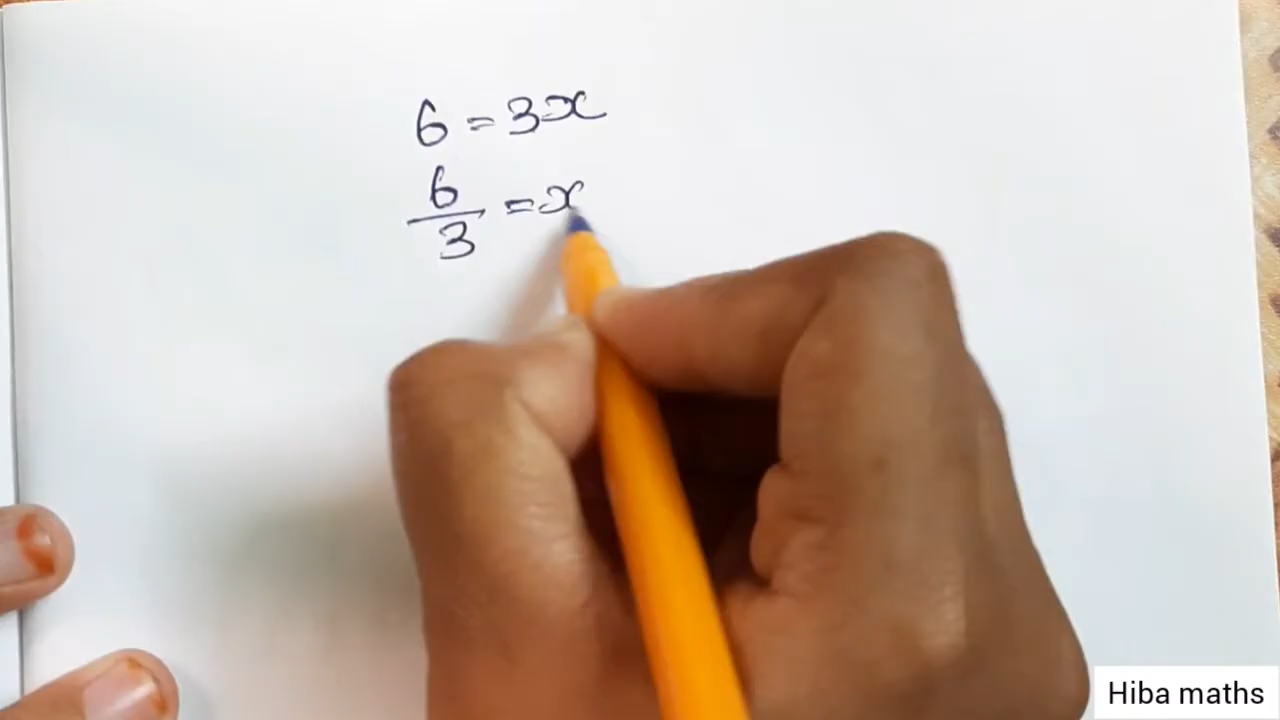 6 = 3x
6/3 = x
Hiba maths